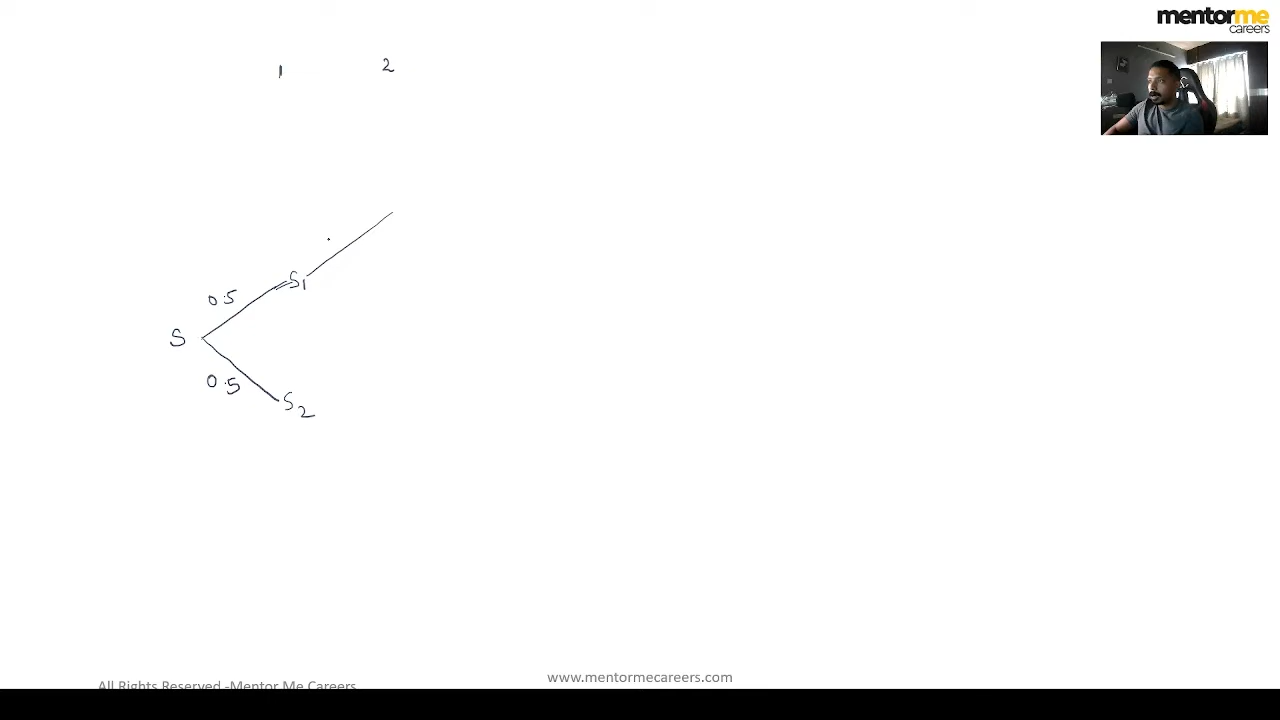 mentorme
careers
1 2
0.5
S1
S
0.5
S2
www.mentormecareers.com
All Rights Reserved -Mentor Me Careers